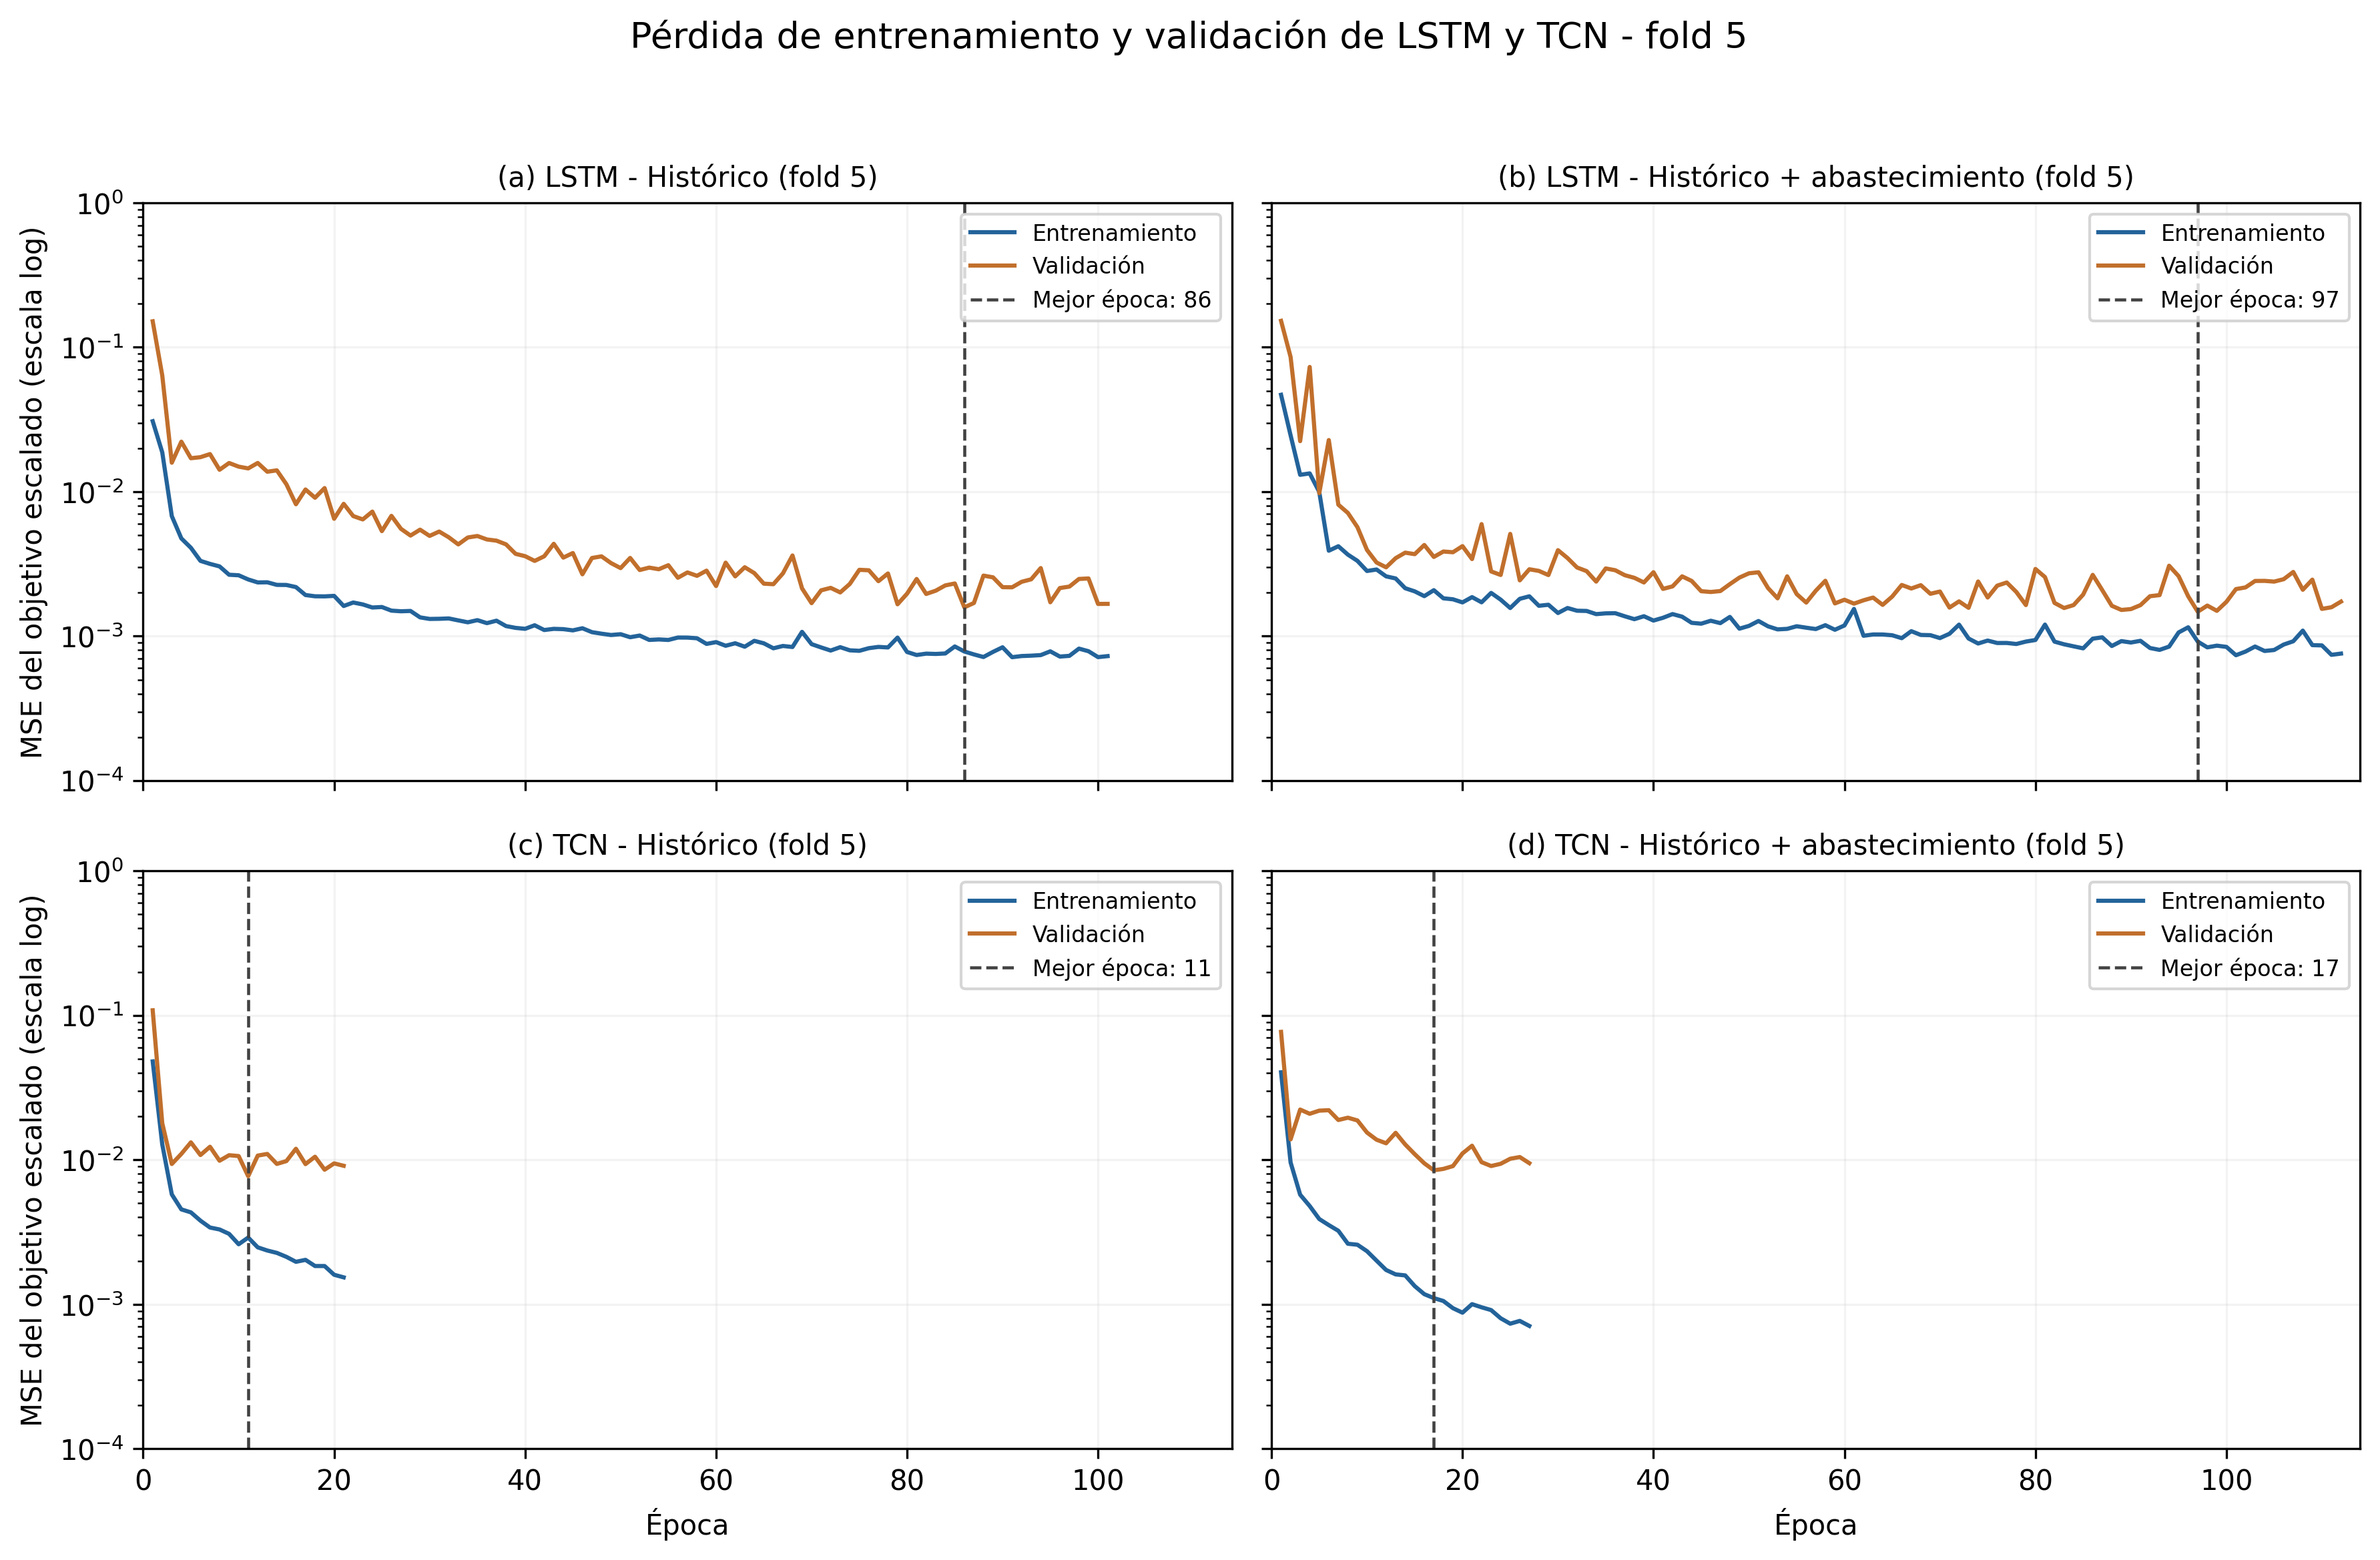 Pérdida de entrenamiento y validación de LSTM y TCN - fold 5
(a) LSTM - Histórico (fold 5)
MSE del objetivo escalado (escala log)
10⁰
10⁻¹
10⁻²
10⁻³
10⁻⁴
Entrenamiento
Validación
Mejor época: 86
(b) LSTM - Histórico + abastecimiento (fold 5)
Entrenamiento
Validación
Mejor época: 97
(c) TCN - Histórico (fold 5)
MSE del objetivo escalado (escala log)
10⁰
10⁻¹
10⁻²
10⁻³
10⁻⁴
Entrenamiento
Validación
Mejor época: 11
0 20 40 60 80 100
Época
(d) TCN - Histórico + abastecimiento (fold 5)
Entrenamiento
Validación
Mejor época: 17
0 20 40 60 80 100
Época